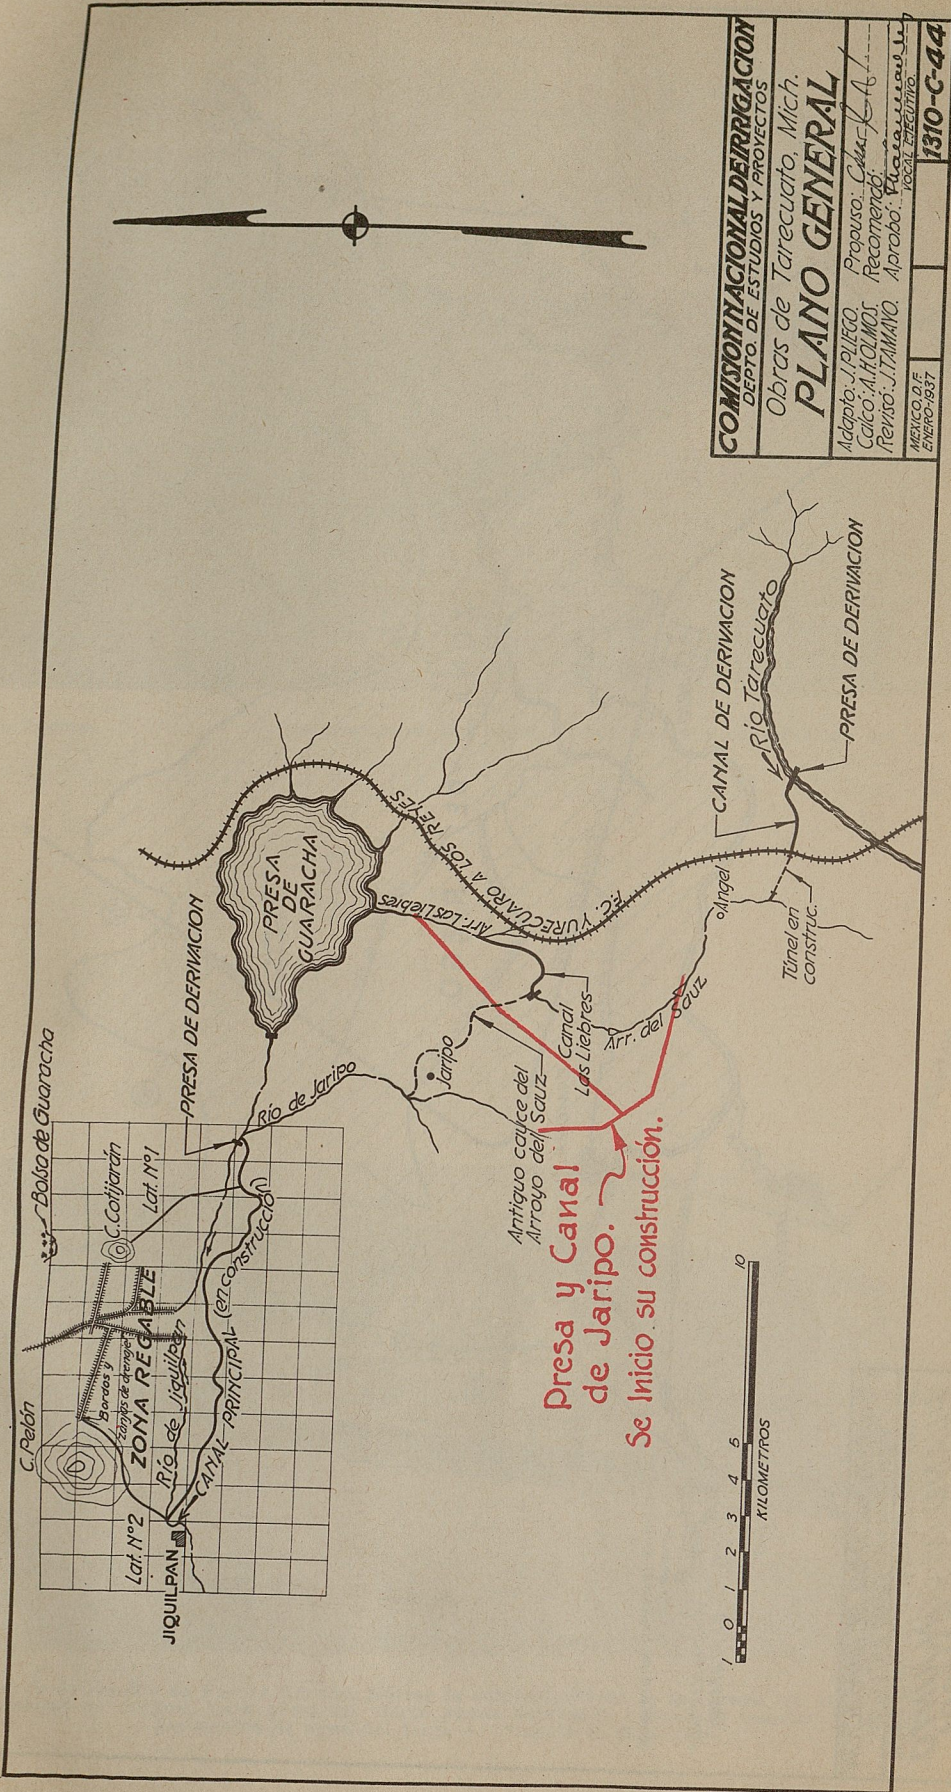 COMISION NACIONAL DE IRRIGACION
DEPTO. DE ESTUDIOS Y PROYECTOS
Obras de Tarecuato, Mich.
PLANO GENERAL
Adaptó: J. PLIEGO.
Calcó: A. H. OLMOS.
Revisó: J. TAMAYO.
Propuso:
Recomendó:
Aprobó:
VOCAL EJECUTIVO.
MEXICO, D.F.
ENERO-1937
1310-C-44
C. Pelón
Bolsa de Guaracha
C. Cotijarán
Lat. Nº1
Bordos y
zanjas de drenaje
ZONA REGABLE
Río de Jiquilpan
CANAL PRINCIPAL (en construcción)
Lat. Nº2
JIQUILPAN
PRESA DE DERIVACION
Río de Jaripo
PRESA
DE
GUARACHA
Arr. Las Liebres
F.C. YURECUARO A LOS REYES
Jaripo
Antiguo cauce del
Arroyo del Sauz
Canal
Las Liebres
Arr. del Sauz
Angel
Túnel en
construc.
CANAL DE DERIVACION
Río Tarecuato
PRESA DE DERIVACION
Presa y Canal
de Jaripo.
Se Inicio su construcción.
1 0 1 2 3 4 5 10
KILOMETROS